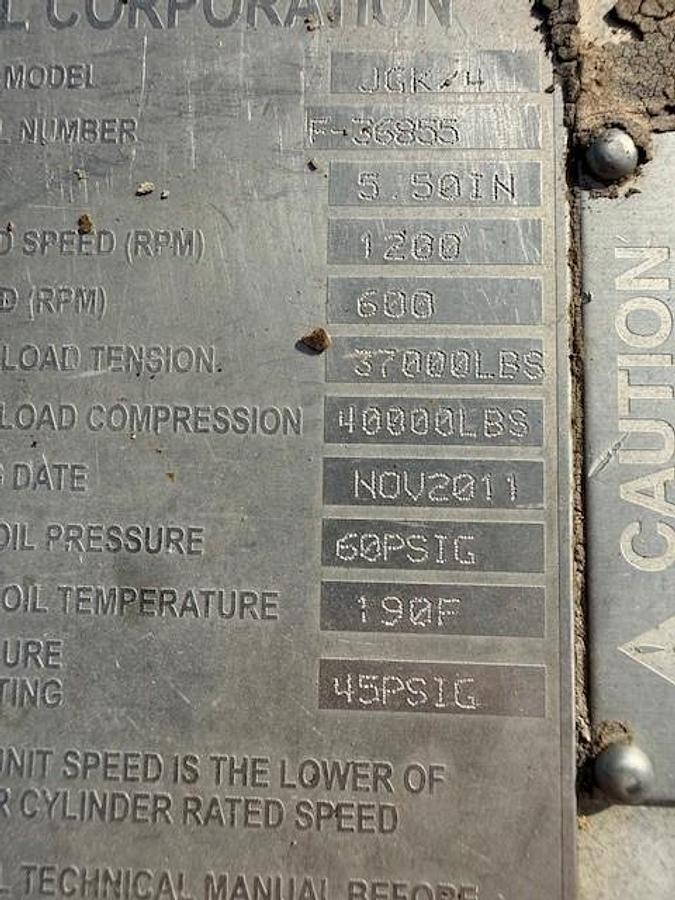 L CORPORATION
MODEL JGK/4
L NUMBER F-36855
5.50IN
D SPEED (RPM) 1200
D (RPM) 600
LOAD TENSION 37000LBS
LOAD COMPRESSION 40000LBS
G DATE NOV2011
OIL PRESSURE 60PSIG
OIL TEMPERATURE 190F
URE
TING 45PSIG
UNIT SPEED IS THE LOWER OF
R CYLINDER RATED SPEED
L TECHNICAL MANUAL BEFORE
CAUTION